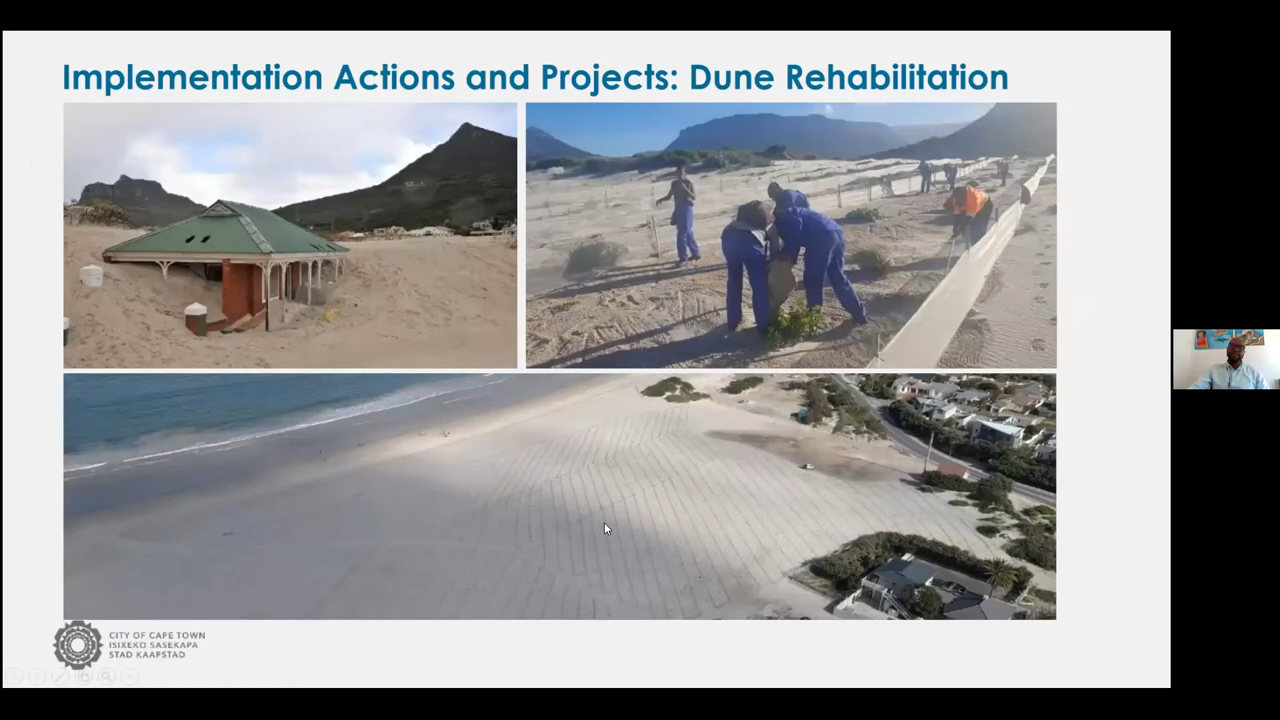 Implementation Actions and Projects: Dune Rehabilitation
CITY OF CAPE TOWN
ISIXEKO SASEKAPA
STAD KAAPSTAD